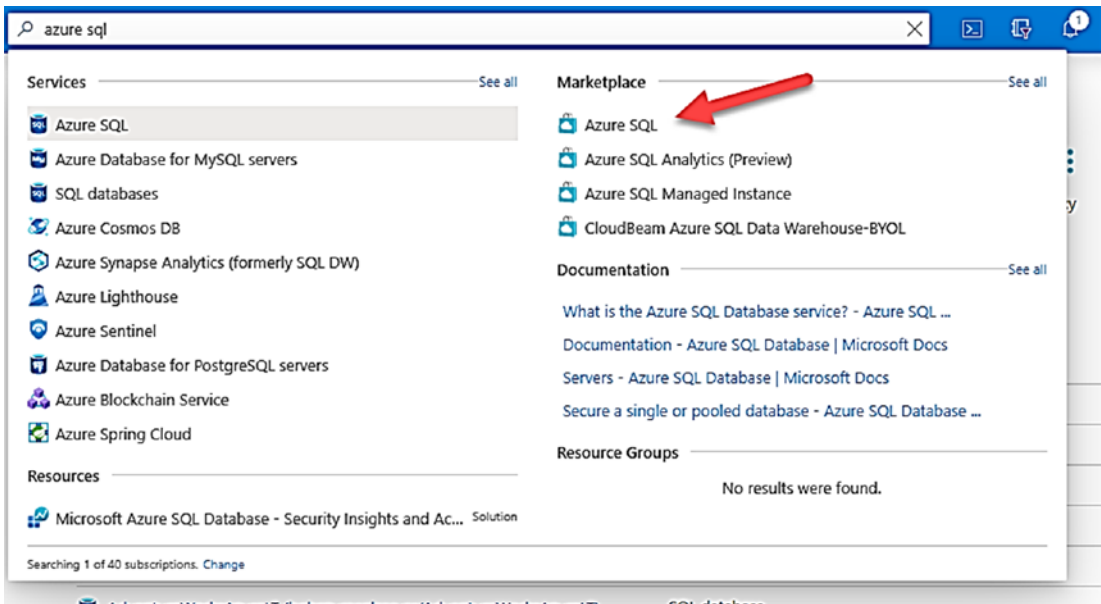 azure sql
1
Services
See all
Azure SQL
Azure Database for MySQL servers
SQL databases
Azure Cosmos DB
Azure Synapse Analytics (formerly SQL DW)
Azure Lighthouse
Azure Sentinel
Azure Database for PostgreSQL servers
Azure Blockchain Service
Azure Spring Cloud
Resources
Microsoft Azure SQL Database - Security Insights and Ac... Solution
Searching 1 of 40 subscriptions. Change
Marketplace
See all
Azure SQL
Azure SQL Analytics (Preview)
Azure SQL Managed Instance
CloudBeam Azure SQL Data Warehouse-BYOL
Documentation
See all
What is the Azure SQL Database service? - Azure SQL ...
Documentation - Azure SQL Database | Microsoft Docs
Servers - Azure SQL Database | Microsoft Docs
Secure a single or pooled database - Azure SQL Database ...
Resource Groups
No results were found.
SQL database